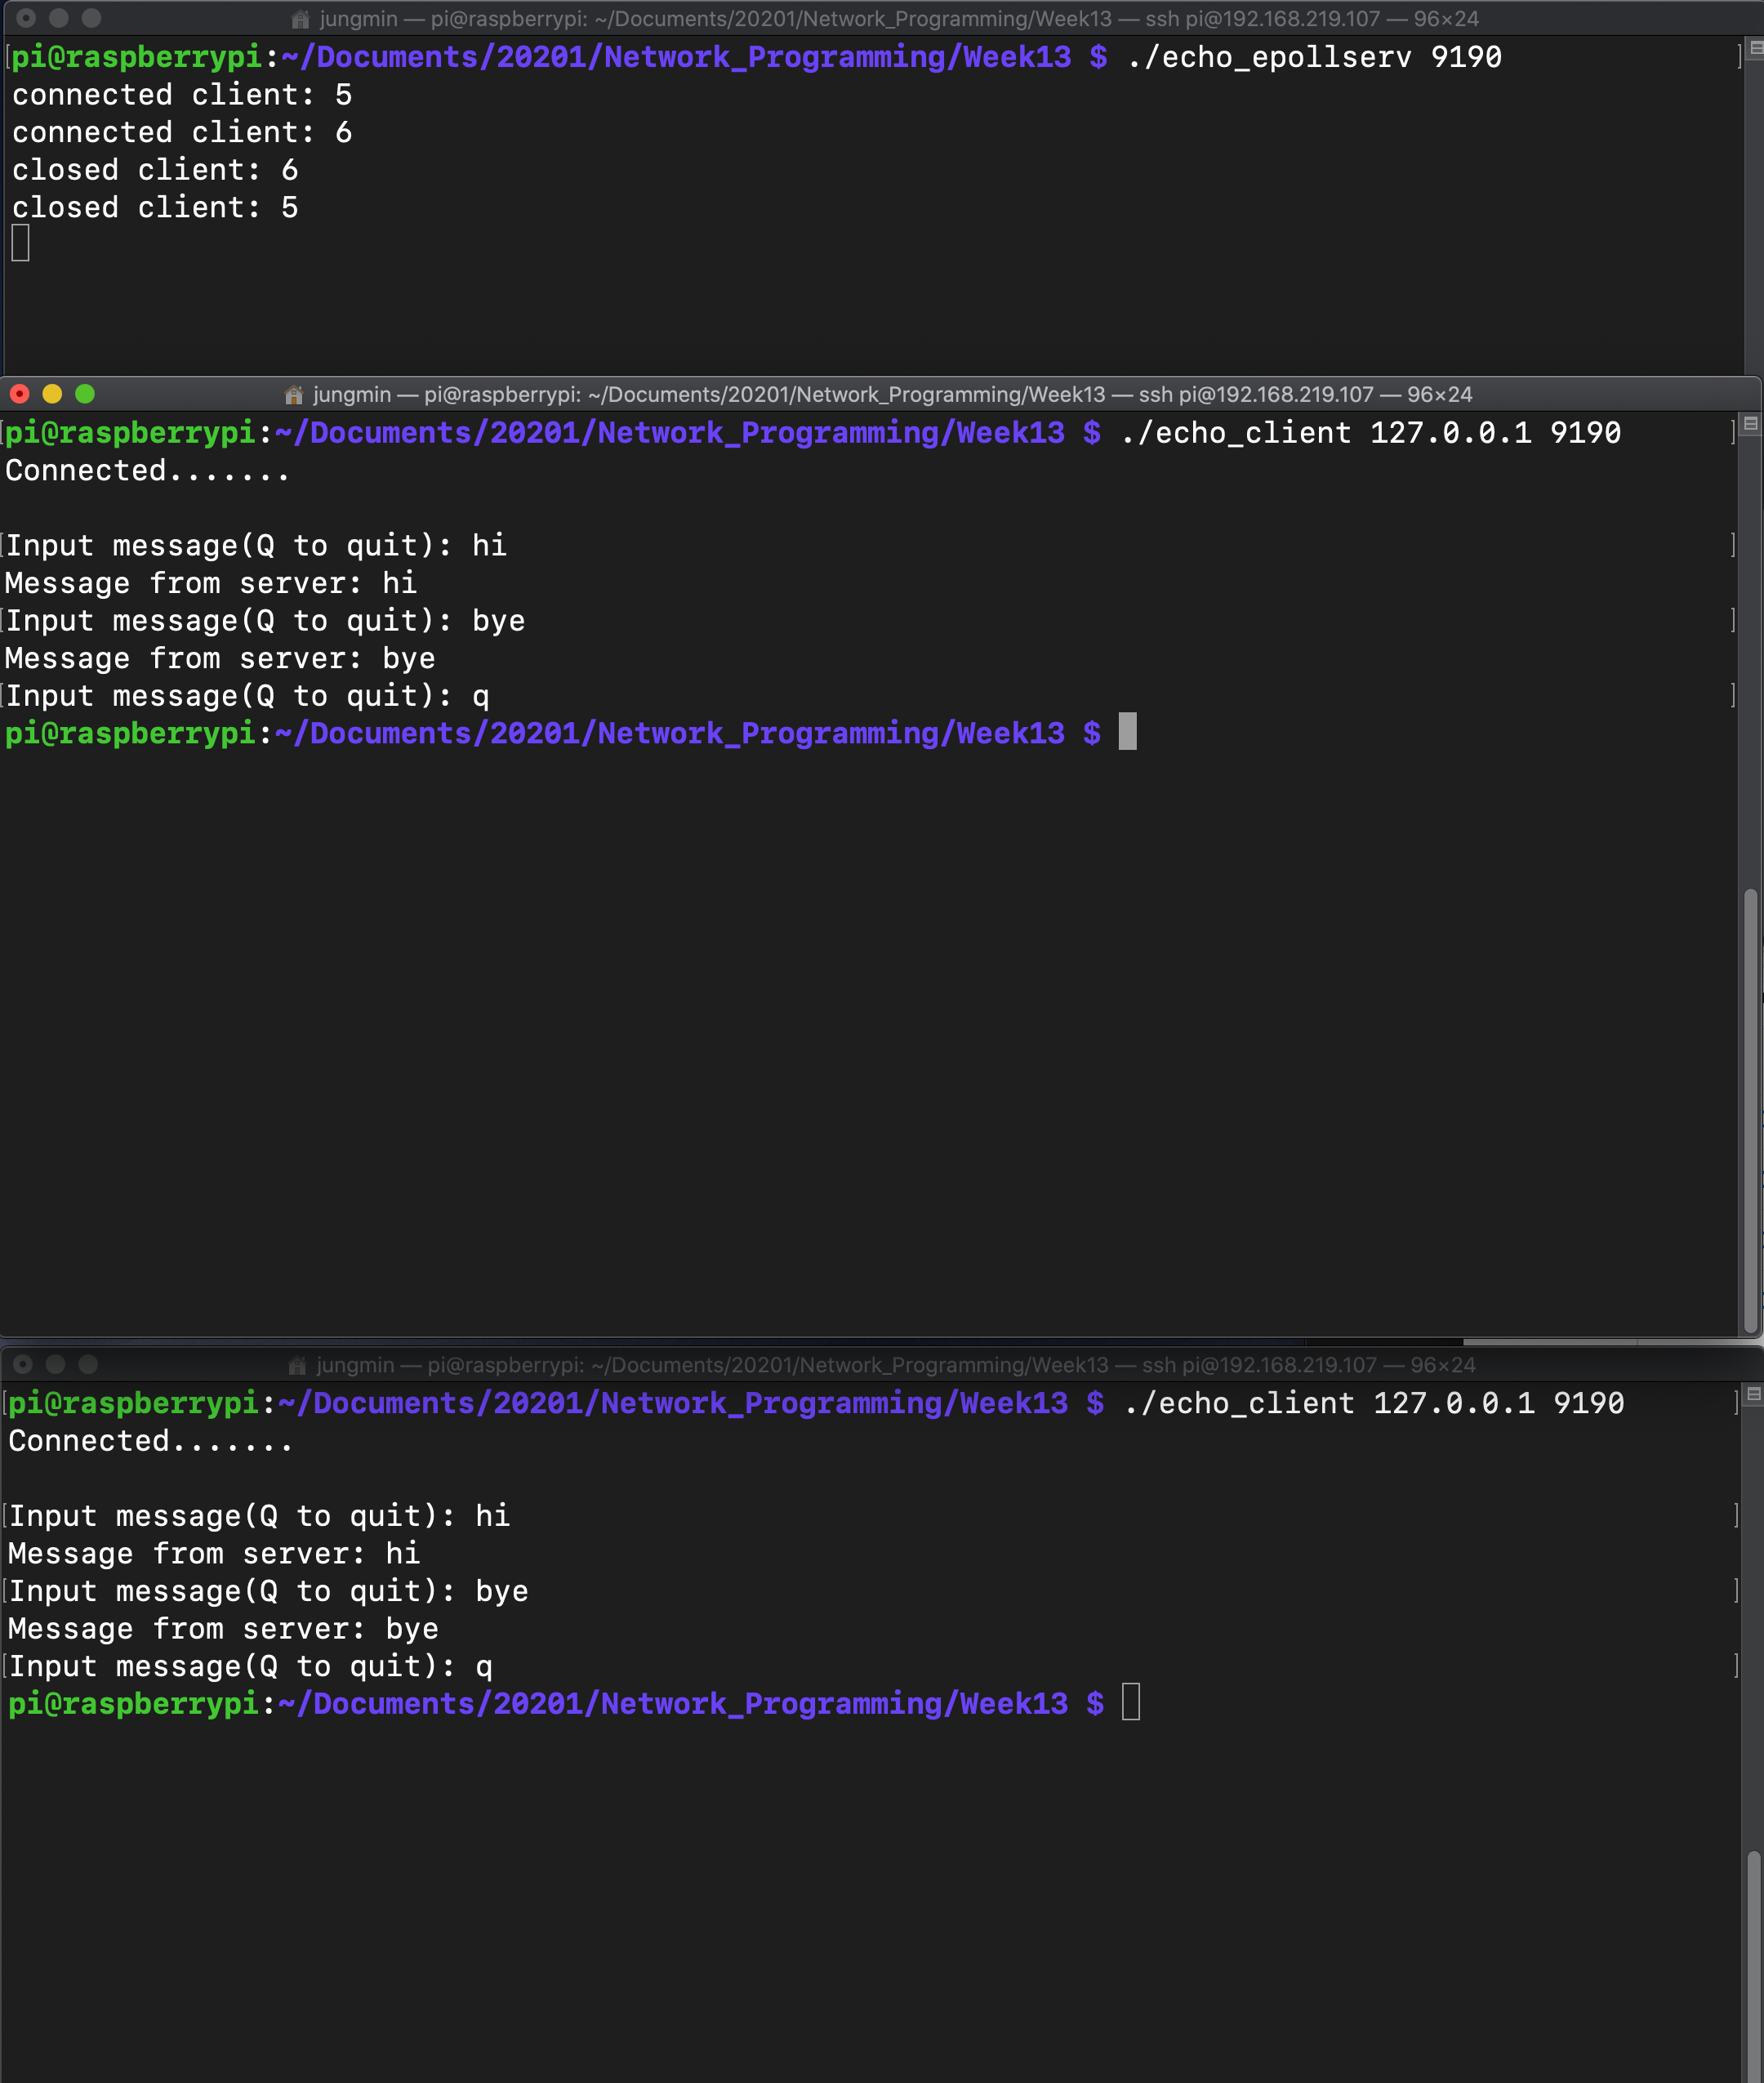 jungmin — pi@raspberrypi: ~/Documents/20201/Network_Programming/Week13 — ssh pi@192.168.219.107 — 96×24
pi@raspberrypi:~/Documents/20201/Network_Programming/Week13 $ ./echo_epollserv 9190
connected client: 5
connected client: 6
closed client: 6
closed client: 5
jungmin — pi@raspberrypi: ~/Documents/20201/Network_Programming/Week13 — ssh pi@192.168.219.107 — 96×24
pi@raspberrypi:~/Documents/20201/Network_Programming/Week13 $ ./echo_client 127.0.0.1 9190
Connected.......
Input message(Q to quit): hi
Message from server: hi
Input message(Q to quit): bye
Message from server: bye
Input message(Q to quit): q
pi@raspberrypi:~/Documents/20201/Network_Programming/Week13 $
jungmin — pi@raspberrypi: ~/Documents/20201/Network_Programming/Week13 — ssh pi@192.168.219.107 — 96×24
pi@raspberrypi:~/Documents/20201/Network_Programming/Week13 $ ./echo_client 127.0.0.1 9190
Connected.......
Input message(Q to quit): hi
Message from server: hi
Input message(Q to quit): bye
Message from server: bye
Input message(Q to quit): q
pi@raspberrypi:~/Documents/20201/Network_Programming/Week13 $